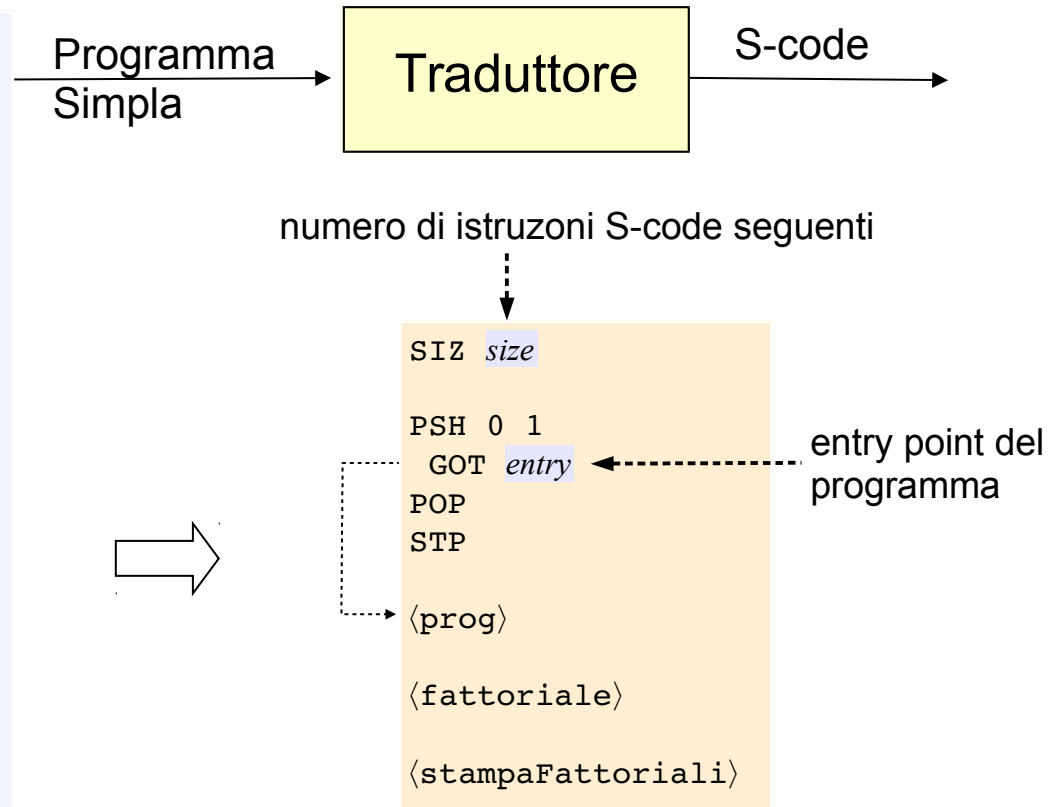 Programma
Simpla
Traduttore
S-code
numero di istruzoni S-code seguenti
SIZ size
PSH 0 1
GOT entry
entry point del
programma
POP
STP
⟨prog⟩
⟨fattoriale⟩
⟨stampaFattoriali⟩